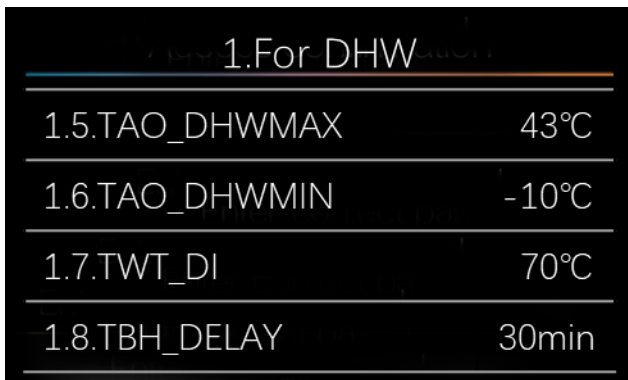 1.For DHW
1.5.TAO_DHWMAX 43℃
1.6.TAO_DHWMIN -10℃
1.7.TWT_DI 70℃
1.8.TBH_DELAY 30min